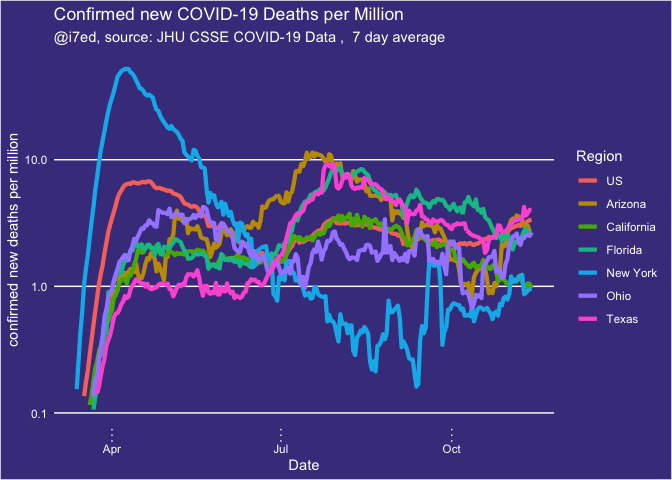 Confirmed new COVID-19 Deaths per Million
@i7ed, source: JHU CSSE COVID-19 Data ,  7 day average
confirmed new deaths per million
10.0
1.0
0.1
Apr
Jul
Oct
Date
Region
US
Arizona
California
Florida
New York
Ohio
Texas